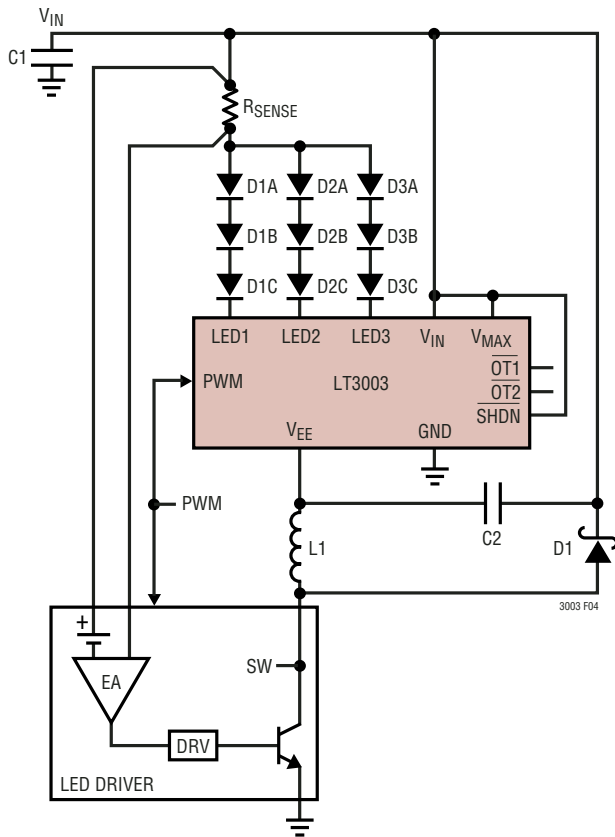 VIN
C1
RSENSE
D1A D2A D3A
D1B D2B D3B
D1C D2C D3C
LED1 LED2 LED3 VIN VMAX
OT1
PWM LT3003
OT2
SHDN
VEE GND
PWM
C2
L1 D1
3003 F04
+
SW
EA
DRV
LED DRIVER